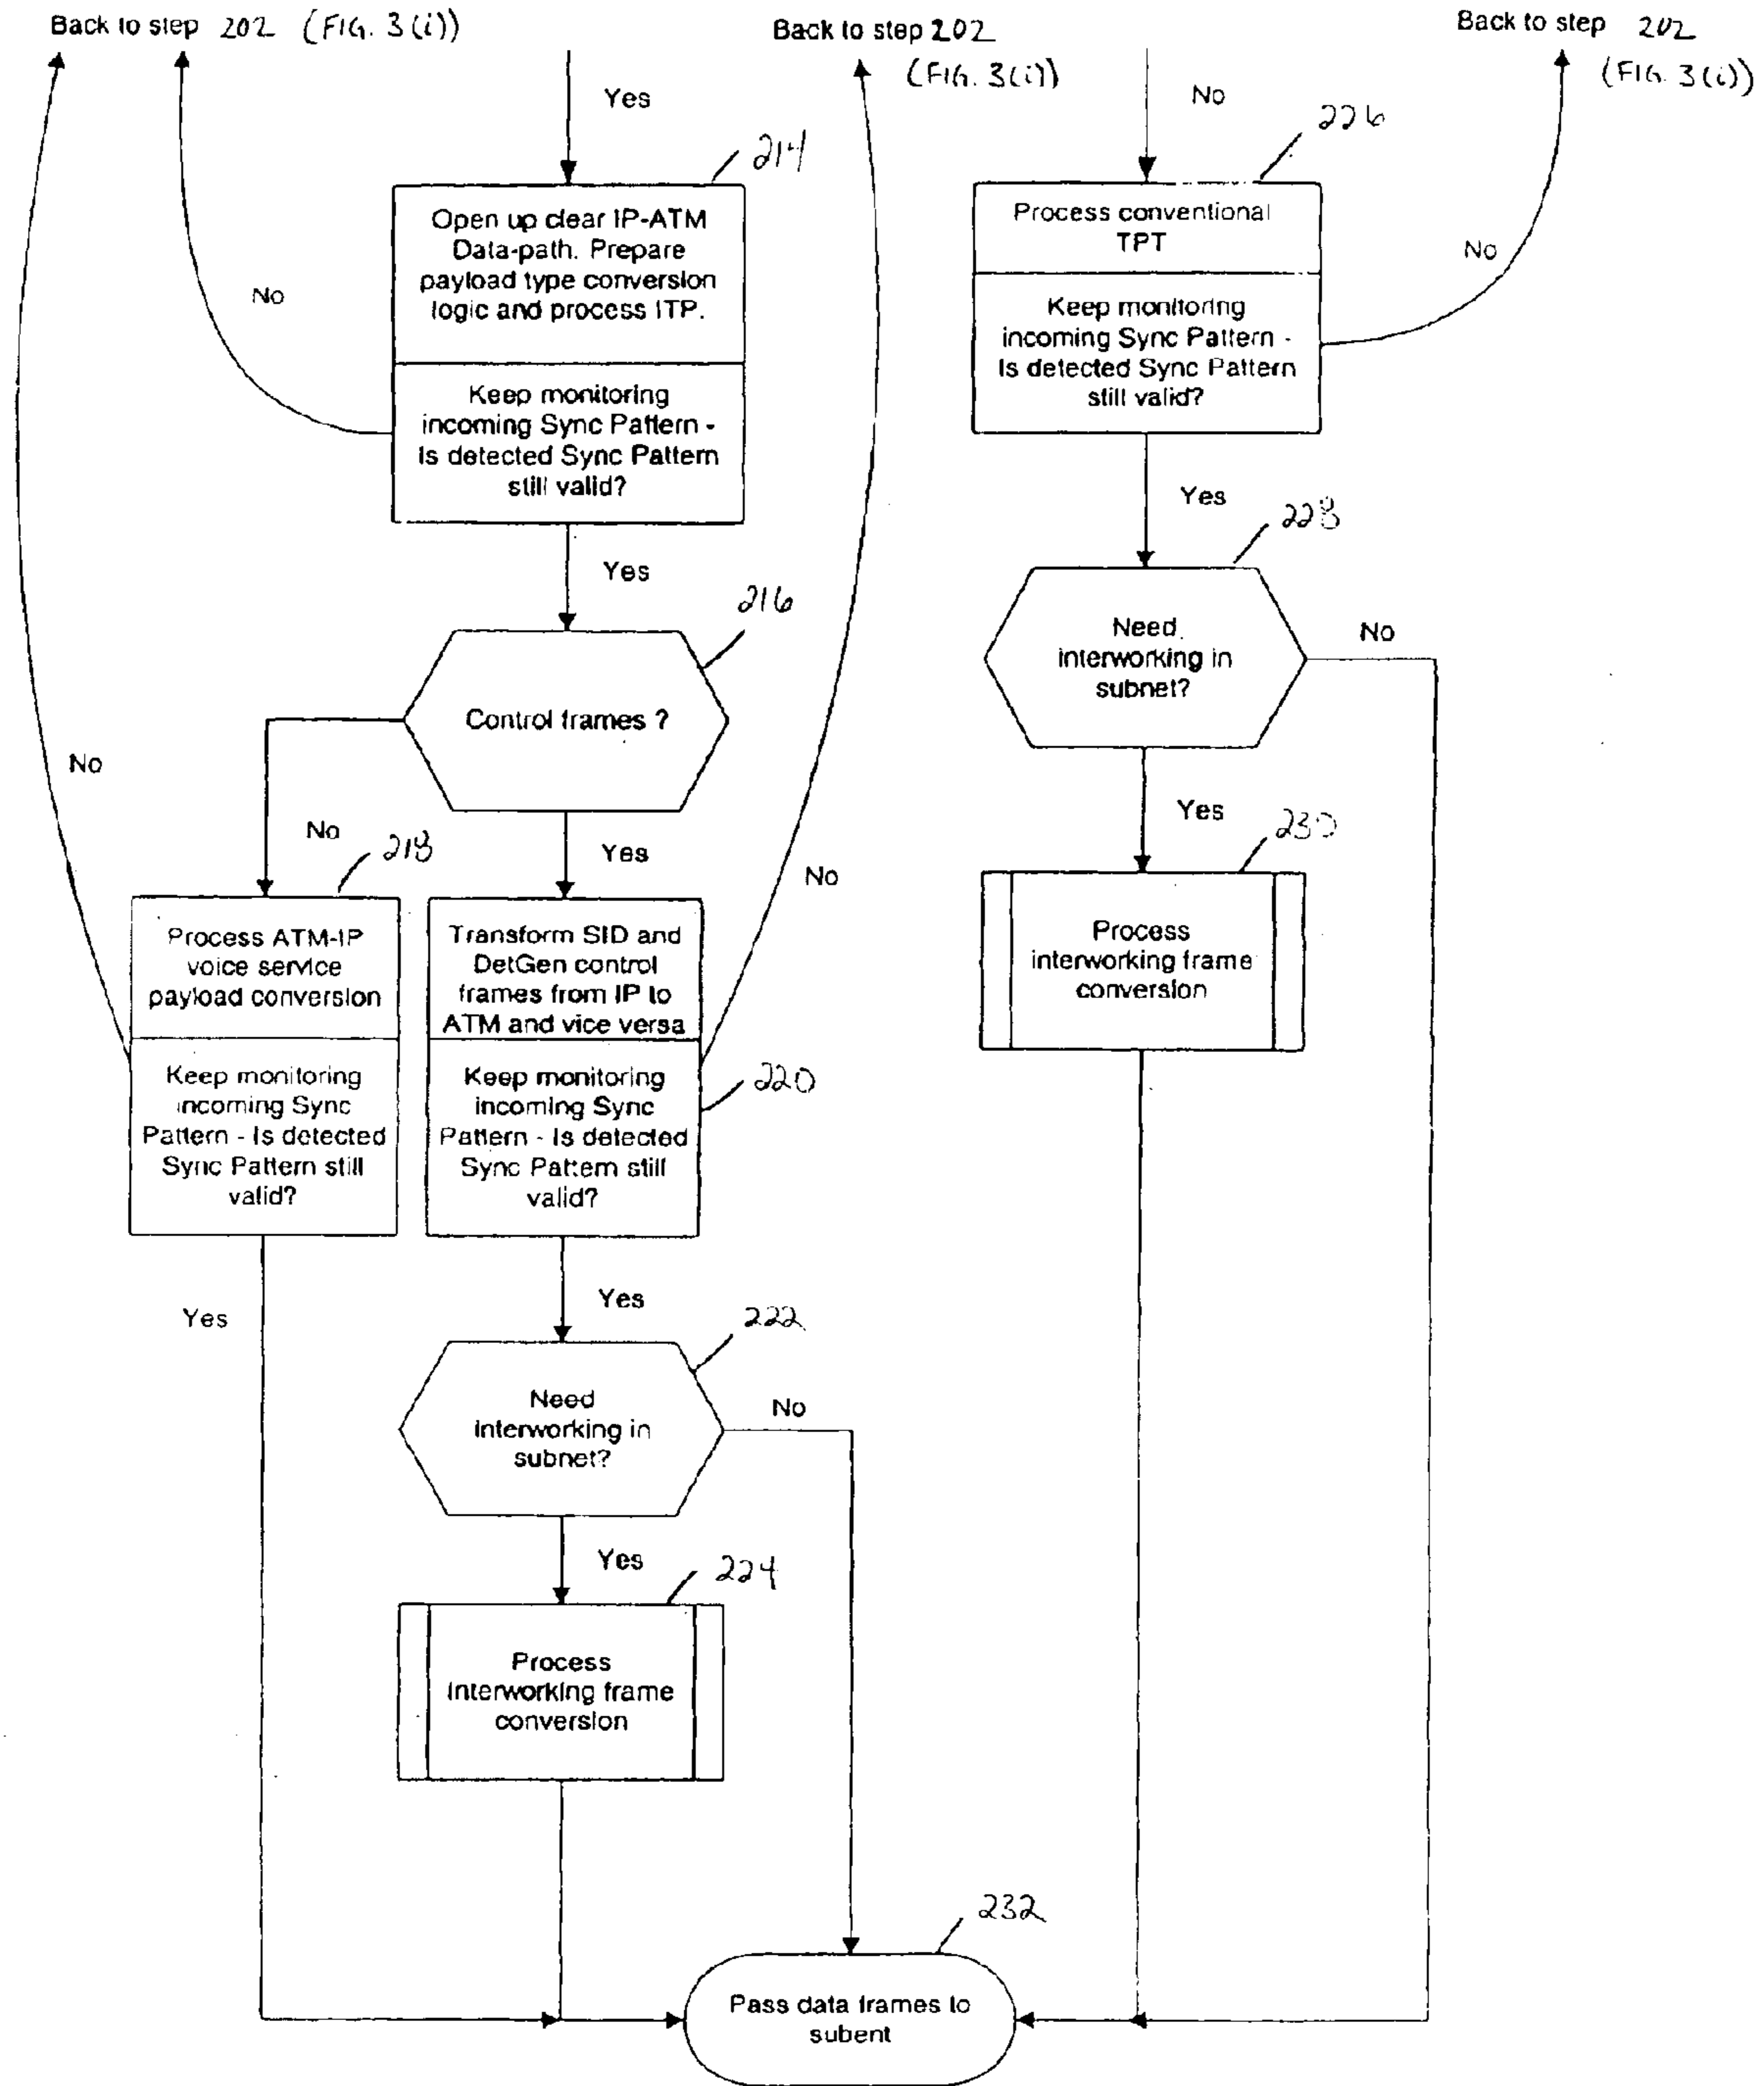 Back to step 202 (FIG. 3(i))
Back to step 202
(FIG. 3(i))
Back to step 202
(FIG. 3(i))
Yes
No
214
226
Open up clear IP-ATM
Data-path. Prepare
payload type conversion
logic and process ITP.
Keep monitoring
incoming Sync Pattern -
Is detected Sync Pattern
still valid?
No
Process conventional
TPT
Keep monitoring
incoming Sync Pattern -
Is detected Sync Pattern
still valid?
No
Yes
Yes
216
228
Control frames ?
Need
interworking in
subnet?
No
No
No
Yes
No
Yes
218
230
Process ATM-IP
voice service
payload conversion
Keep monitoring
incoming Sync
Pattern - Is detected
Sync Pattern still
valid?
Transform SID and
DetGen control
frames from IP to
ATM and vice versa
Keep monitoring
incoming Sync
Pattern - Is detected
Sync Pattern still
valid?
220
Process
interworking frame
conversion
Yes
Yes
222
Need
interworking in
subnet?
No
Yes
224
Process
interworking frame
conversion
232
Pass data frames to
subent